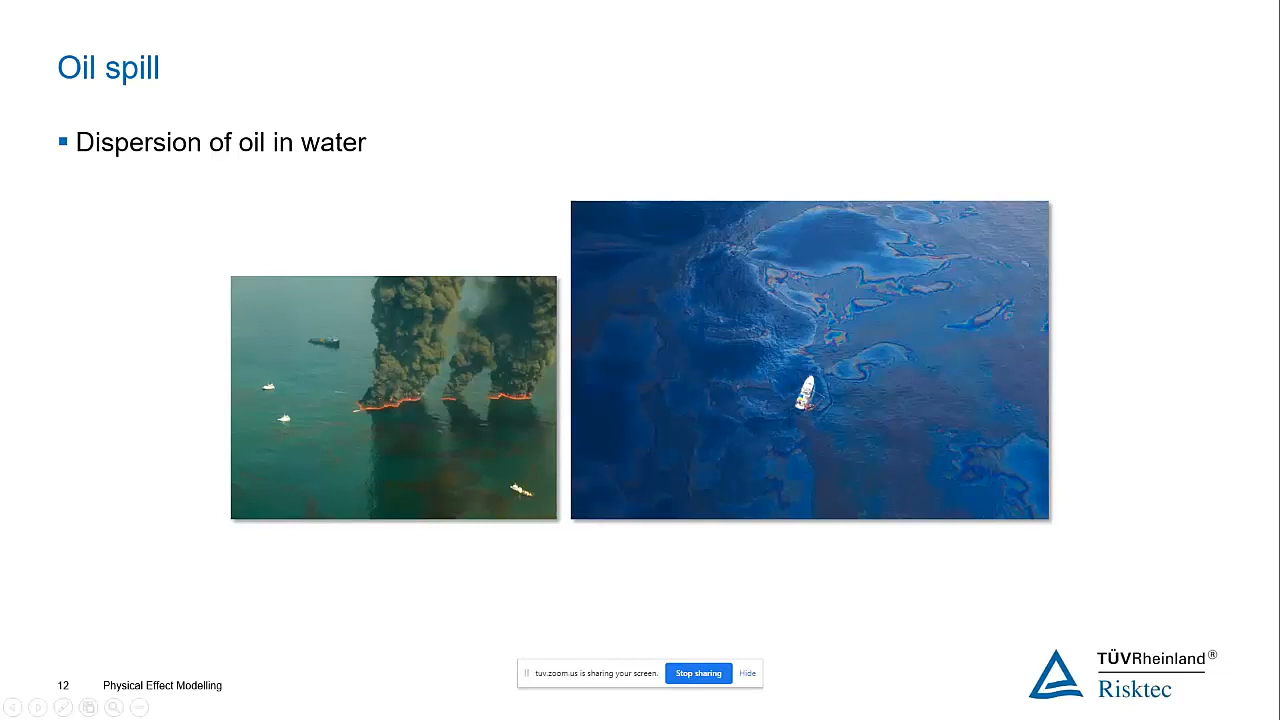 Oil spill
Dispersion of oil in water
12 Physical Effect Modelling
tuv.zoom.us is sharing your screen. Stop sharing Hide
TÜVRheinland®
Risktec